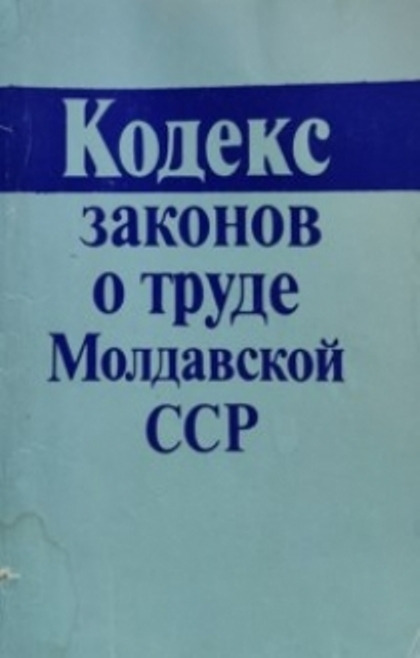 Кодекс
законов
о труде
Молдавской
ССР